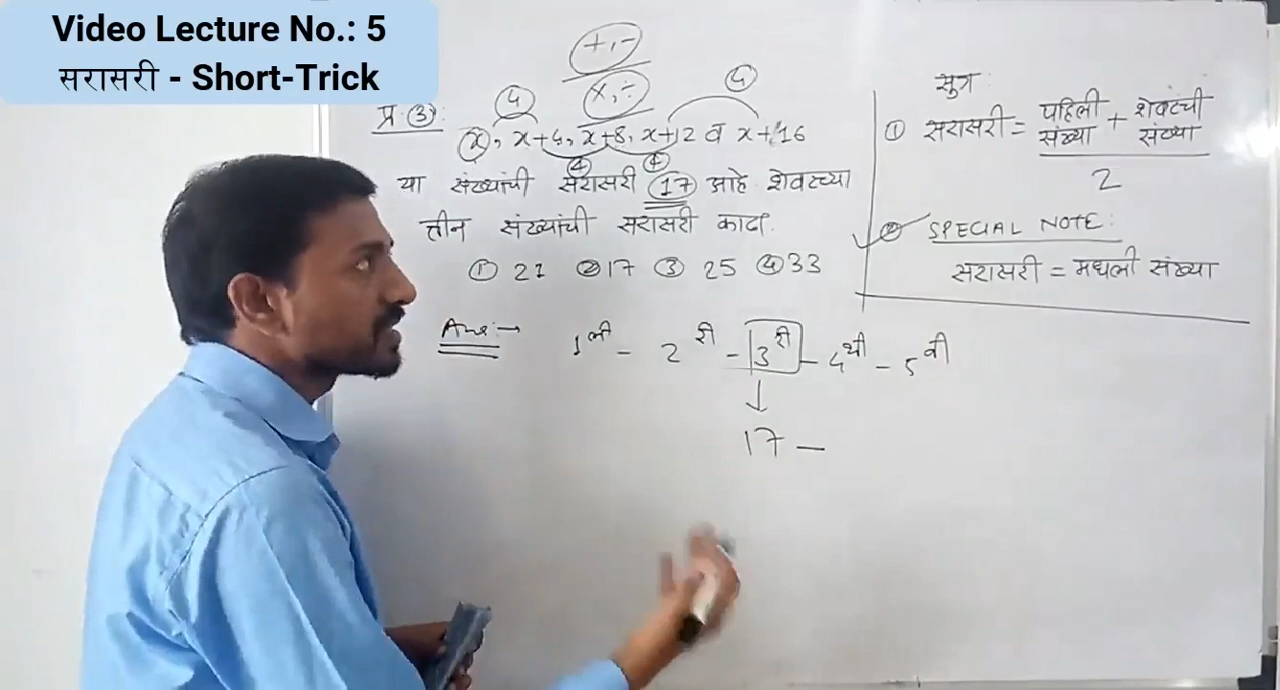 Video Lecture No.: 5
सरासरी - Short-Trick
+, -
×, ÷
प्र ③:
4 4
x, x+4, x+8, x+12 व x+16
4 4
या संख्यांची सरासरी 17 आहे. शेवटच्या
तीन संख्यांची सरासरी काढा.
① 21 ② 17 ③ 25 ④ 33
Ans:→ 1ली - 2री - 3री - 4थी - 5वी
↓
17 —
सुत्र:
① सरासरी = पहिली संख्या + शेवटची संख्या
2
② SPECIAL NOTE:
सरासरी = मधली संख्या